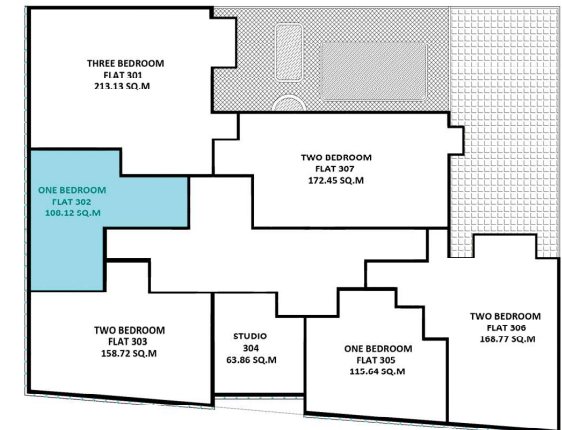 THREE BEDROOM
FLAT 301
213.13 SQ.M
TWO BEDROOM
FLAT 307
172.45 SQ.M
ONE BEDROOM
FLAT 302
108.12 SQ.M
TWO BEDROOM
FLAT 303
158.72 SQ.M
STUDIO
304
63.86 SQ.M
ONE BEDROOM
FLAT 305
115.64 SQ.M
TWO BEDROOM
FLAT 306
168.77 SQ.M